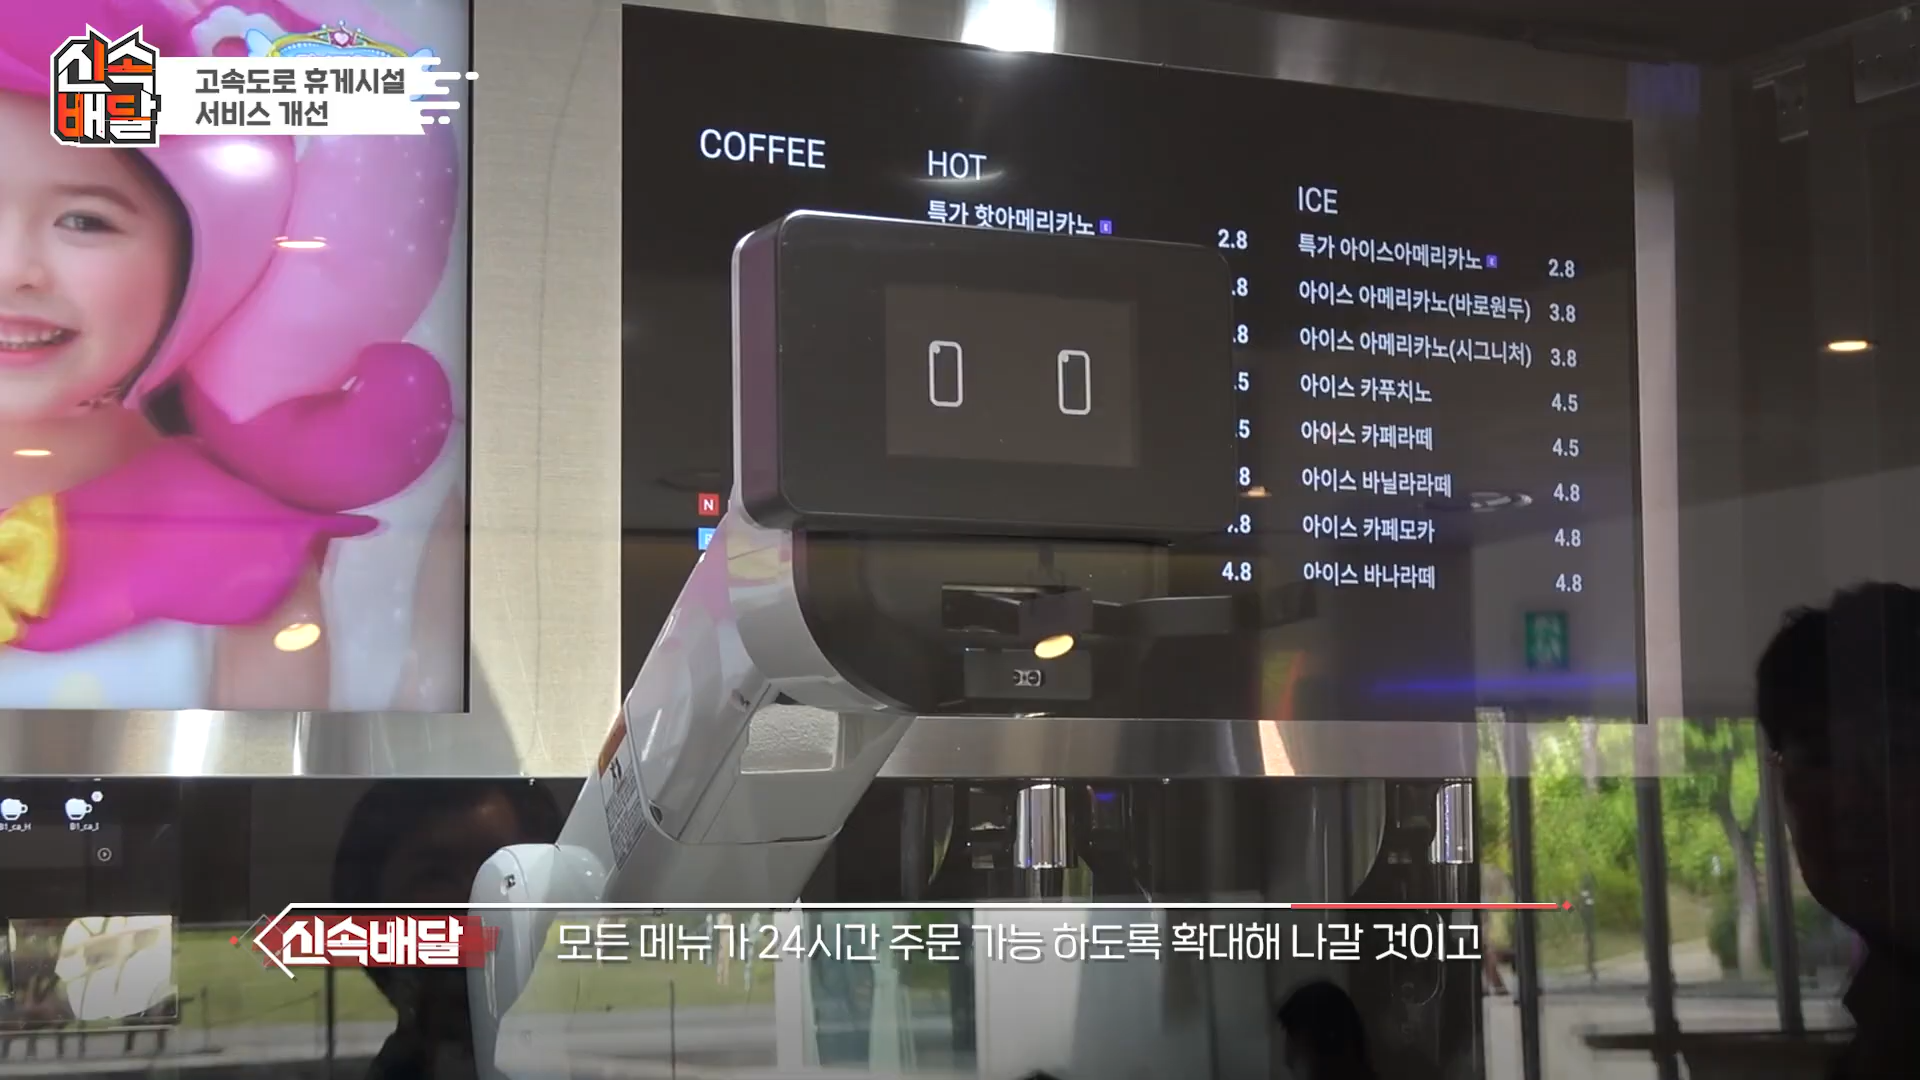 신속
배달
고속도로 휴게시설
서비스 개선
COFFEE
HOT
특가 핫아메리카노 E
2.8
.8
.8
.5
.5
.8
.8
4.8
N
ICE
특가 아이스아메리카노 E 2.8
아이스 아메리카노(바로원두) 3.8
아이스 아메리카노(시그니처) 3.8
아이스 카푸치노 4.5
아이스 카페라떼 4.5
아이스 바닐라라떼 4.8
아이스 카페모카 4.8
아이스 바나라떼 4.8
B1_ca_H B1_ca_I
신속배달
모든 메뉴가 24시간 주문 가능 하도록 확대해 나갈 것이고